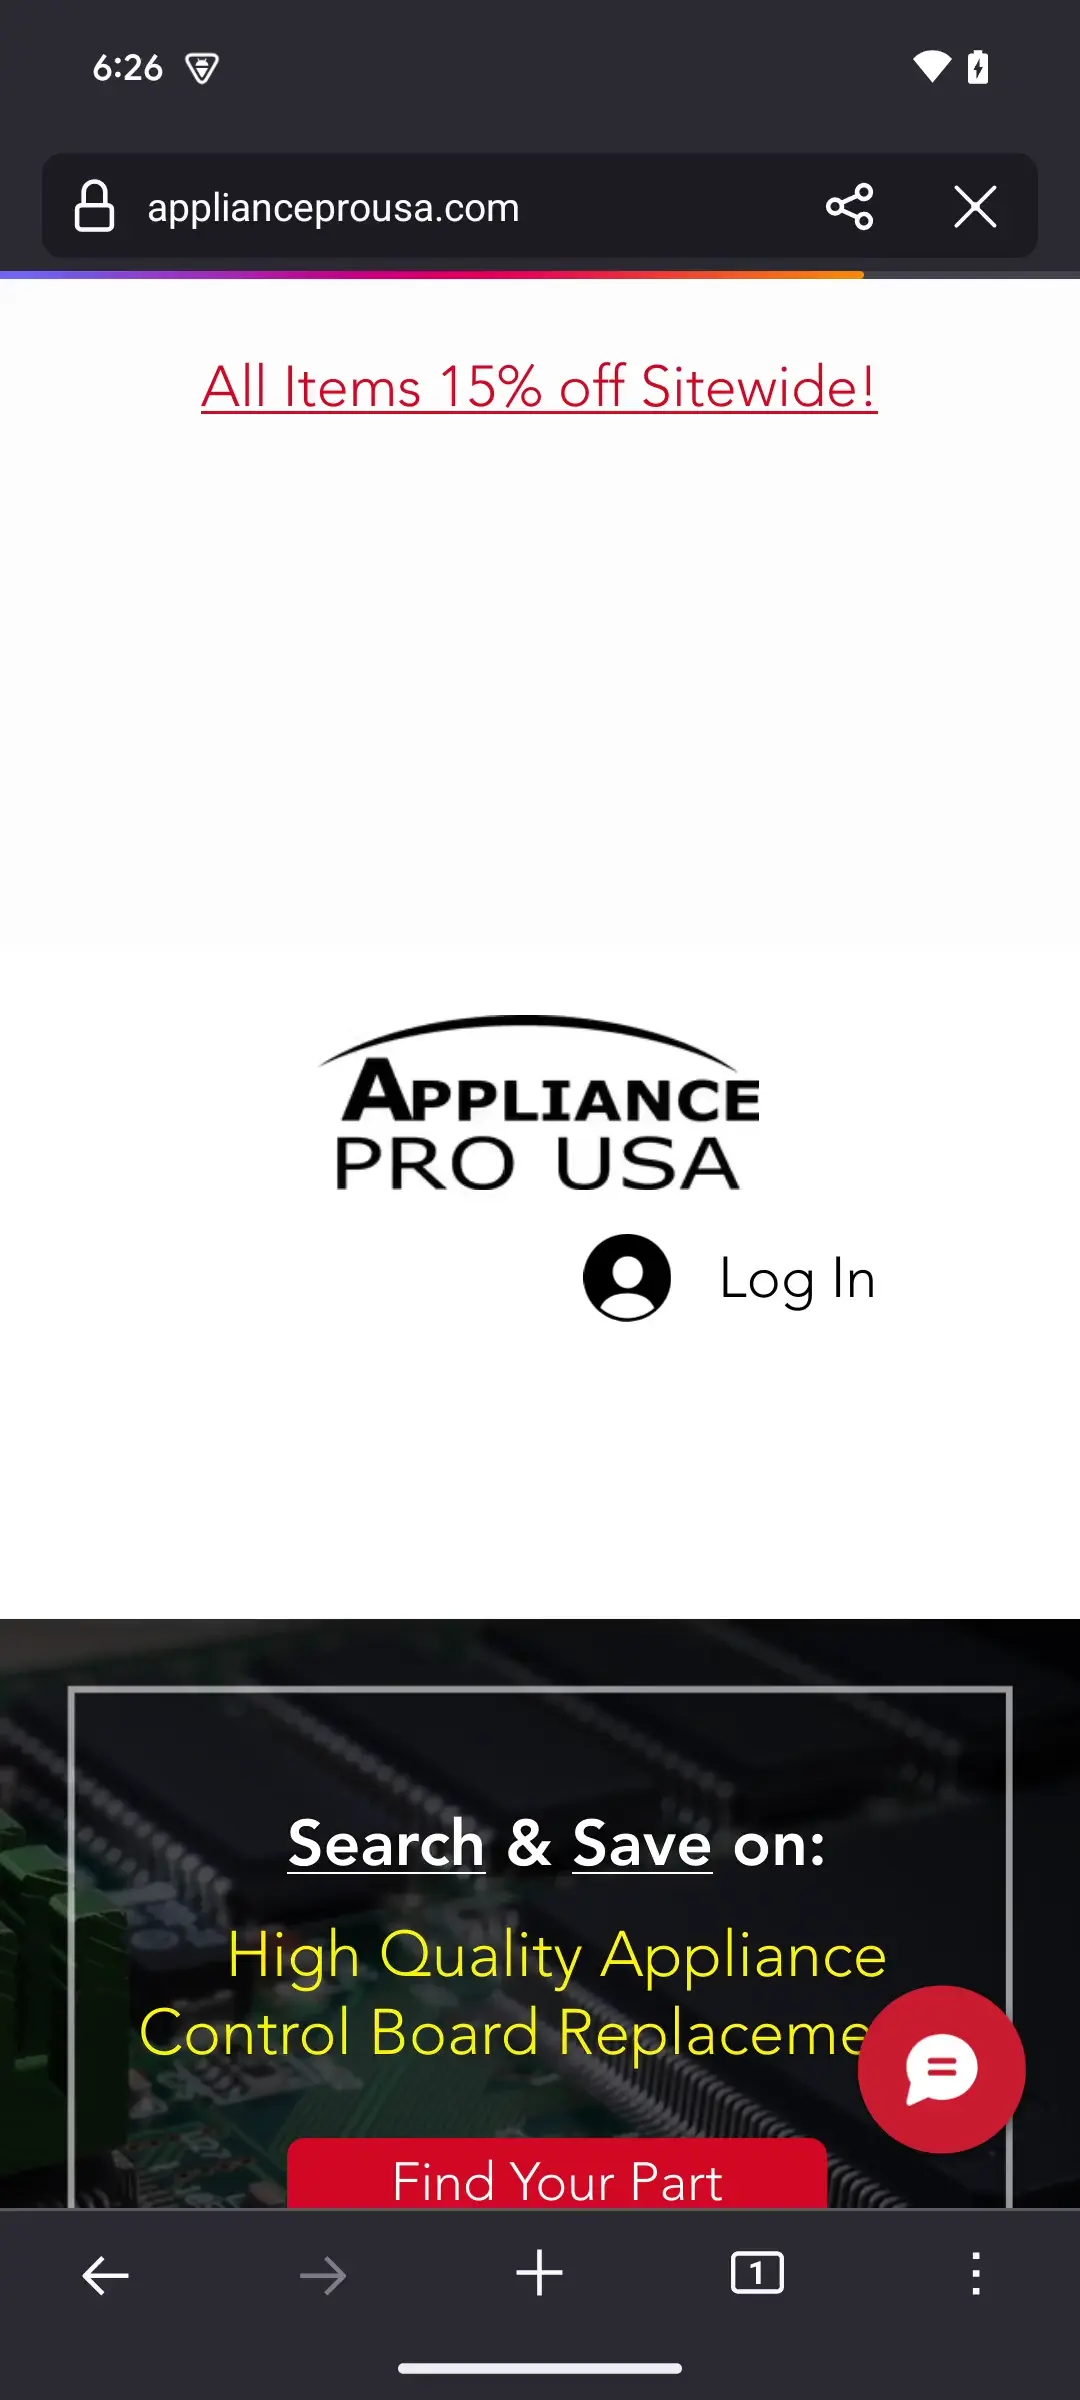 6:26
applianceprousa.com
All Items 15% off Sitewide!
APPLIANCE
PRO USA
Log In
Search & Save on:
High Quality Appliance
Control Board Replaceme
Find Your Part
1